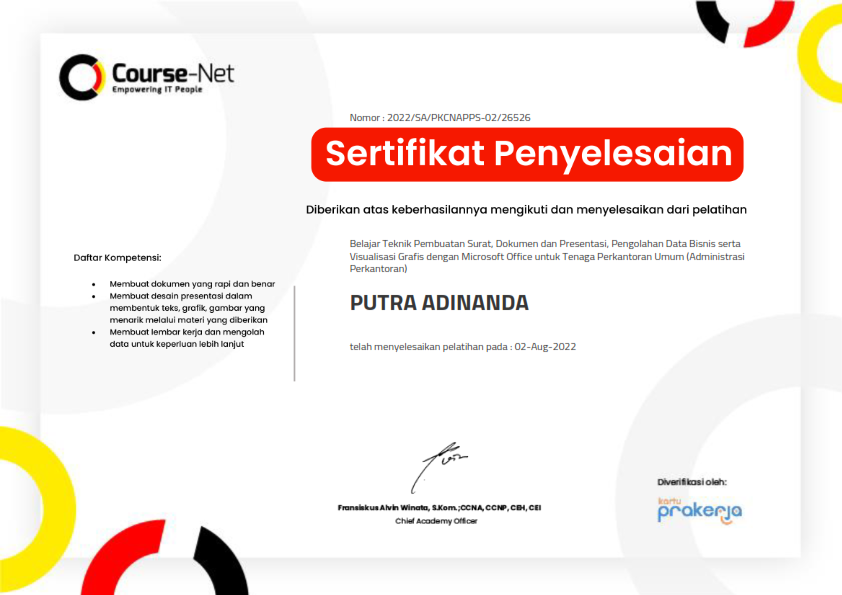 Course-Net
Empowering IT People
Nomor : 2022/SA/PKCNAPPS-02/26526
Sertifikat Penyelesaian
Diberikan atas keberhasilannya mengikuti dan menyelesaikan dari pelatihan
Belajar Teknik Pembuatan Surat, Dokumen dan Presentasi, Pengolahan Data Bisnis serta
Visualisasi Grafis dengan Microsoft Office untuk Tenaga Perkantoran Umum (Administrasi
Perkantoran)
Daftar Kompetensi:
• Membuat dokumen yang rapi dan benar
• Membuat desain presentasi dalam
membentuk teks, grafik, gambar yang
menarik melalui materi yang diberikan
• Membuat lembar kerja dan mengolah
data untuk keperluan lebih lanjut
PUTRA ADINANDA
telah menyelesaikan pelatihan pada : 02-Aug-2022
Fransiskus Alvin Winata, S.Kom.;CCNA, CCNP, CEH, CEI
Chief Academy Officer
Diverifikasi oleh:
kartu
prakerja